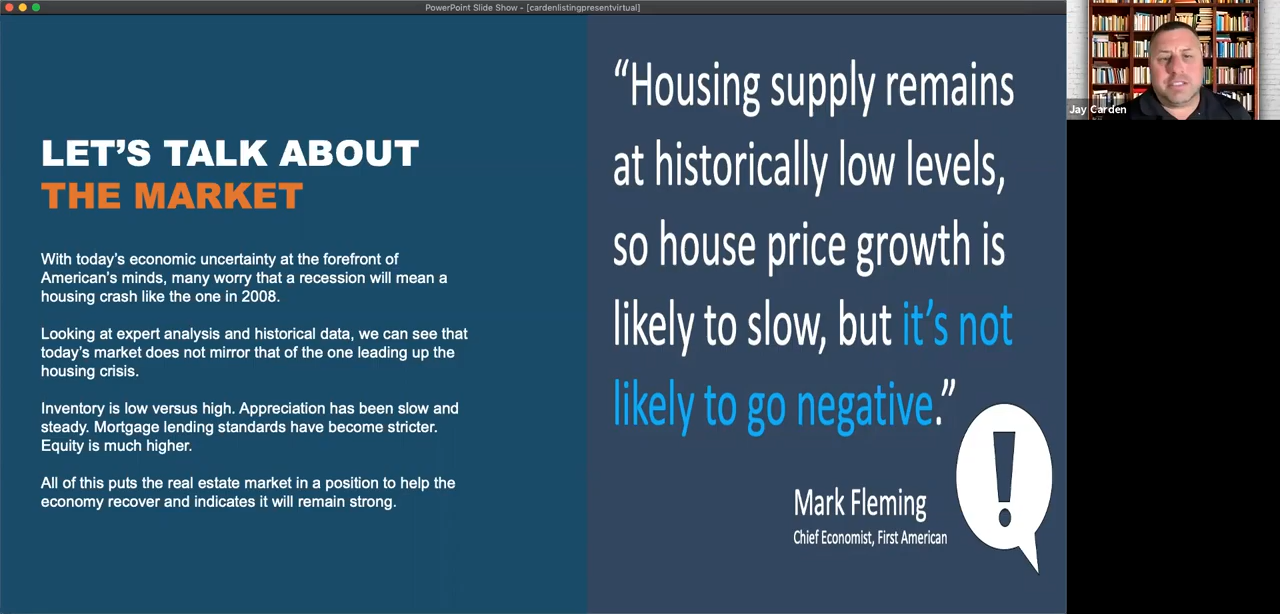 PowerPoint Slide Show - [cardenlistingpresentvirtual]
LET'S TALK ABOUT
THE MARKET
With today's economic uncertainty at the forefront of
American's minds, many worry that a recession will mean a
housing crash like the one in 2008.
Looking at expert analysis and historical data, we can see that
today's market does not mirror that of the one leading up the
housing crisis.
Inventory is low versus high. Appreciation has been slow and
steady. Mortgage lending standards have become stricter.
Equity is much higher.
All of this puts the real estate market in a position to help the
economy recover and indicates it will remain strong.
“Housing supply remains
at historically low levels,
so house price growth is
likely to slow, but it's not
likely to go negative.”
Mark Fleming
Chief Economist, First American
!
Jay Carden